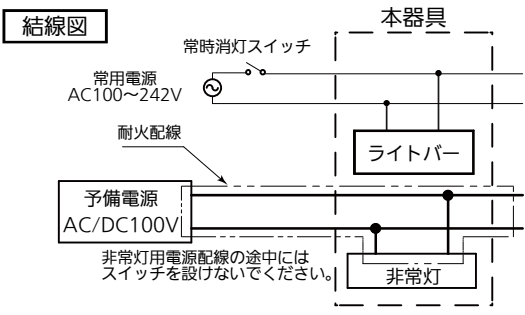 結線図
本器具
常時消灯スイッチ
常用電源
AC100～242V
耐火配線
ライトバー
予備電源
AC/DC100V
非常灯用電源配線の途中には
スイッチを設けないでください。
非常灯